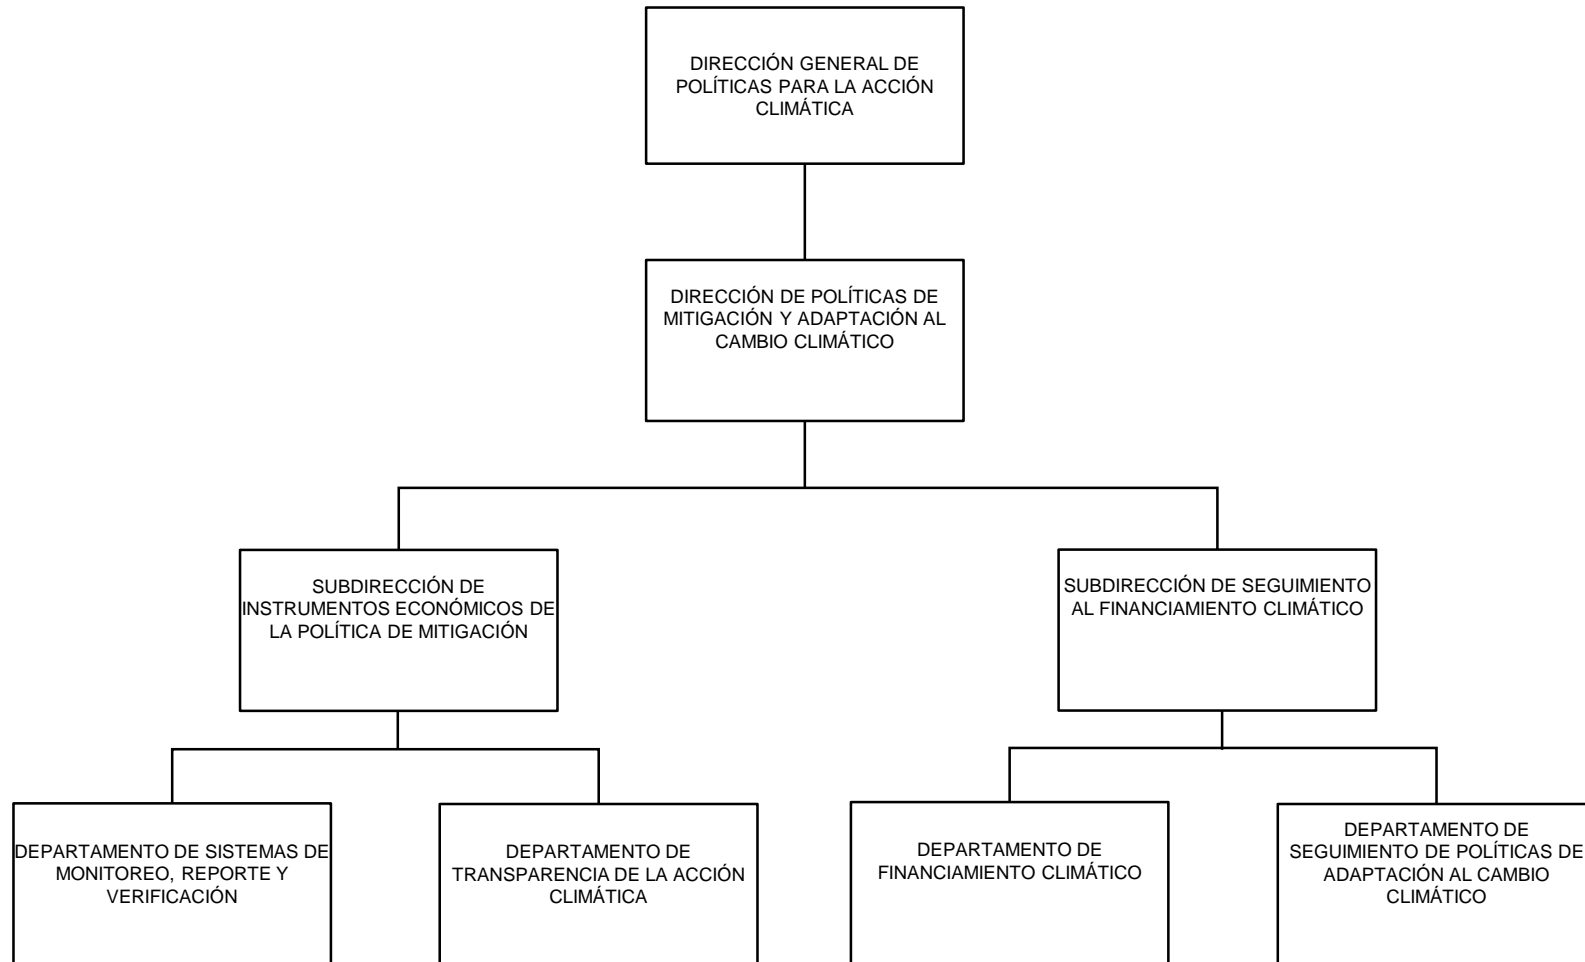 DIRECCIÓN GENERAL DE
POLÍTICAS PARA LA ACCIÓN
CLIMÁTICA
DIRECCIÓN DE POLÍTICAS DE
MITIGACIÓN Y ADAPTACIÓN AL
CAMBIO CLIMÁTICO
SUBDIRECCIÓN DE
INSTRUMENTOS ECONÓMICOS DE
LA POLÍTICA DE MITIGACIÓN
SUBDIRECCIÓN DE SEGUIMIENTO
AL FINANCIAMIENTO CLIMÁTICO
DEPARTAMENTO DE SISTEMAS DE
MONITOREO, REPORTE Y
VERIFICACIÓN
DEPARTAMENTO DE
TRANSPARENCIA DE LA ACCIÓN
CLIMÁTICA
DEPARTAMENTO DE
FINANCIAMIENTO CLIMÁTICO
DEPARTAMENTO DE
SEGUIMIENTO DE POLÍTICAS DE
ADAPTACIÓN AL CAMBIO
CLIMÁTICO